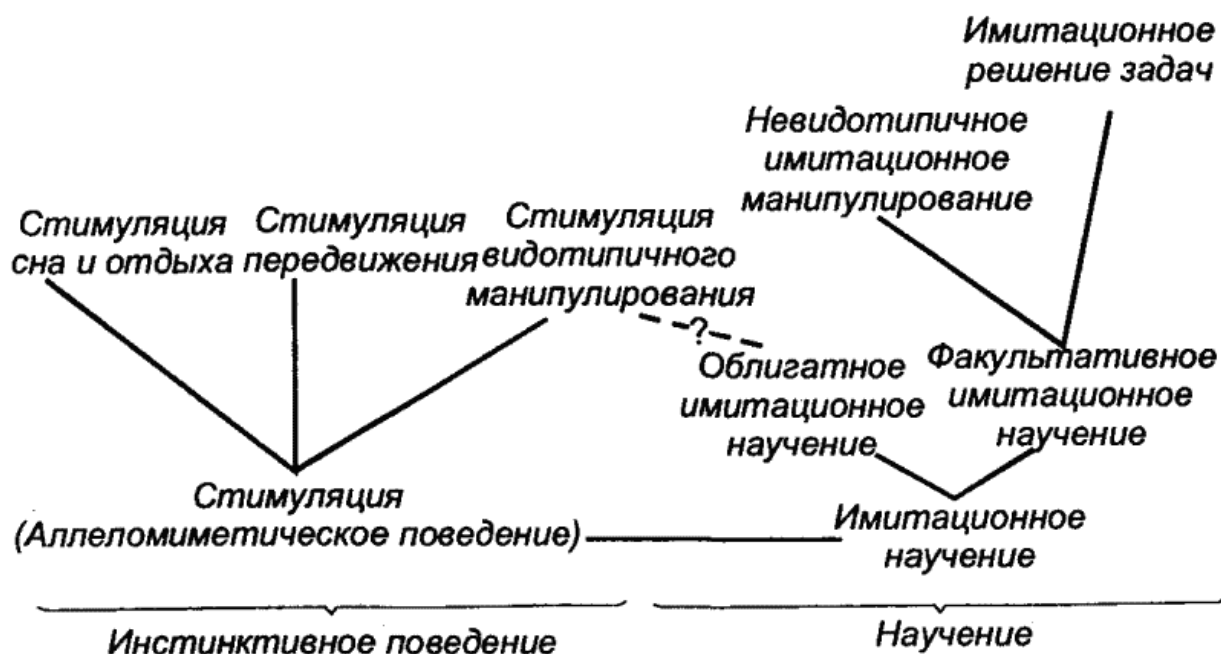 Имитационное
решение задач
Невидотипичное
имитационное
манипулирование
Стимуляция
сна и отдыха
Стимуляция
передвижения
Стимуляция
видотипичного
манипулирования
?
Облигатное
имитационное
научение
Факультативное
имитационное
научение
Стимуляция
(Аллеломиметическое поведение)
Имитационное
научение
Инстинктивное поведение
Научение